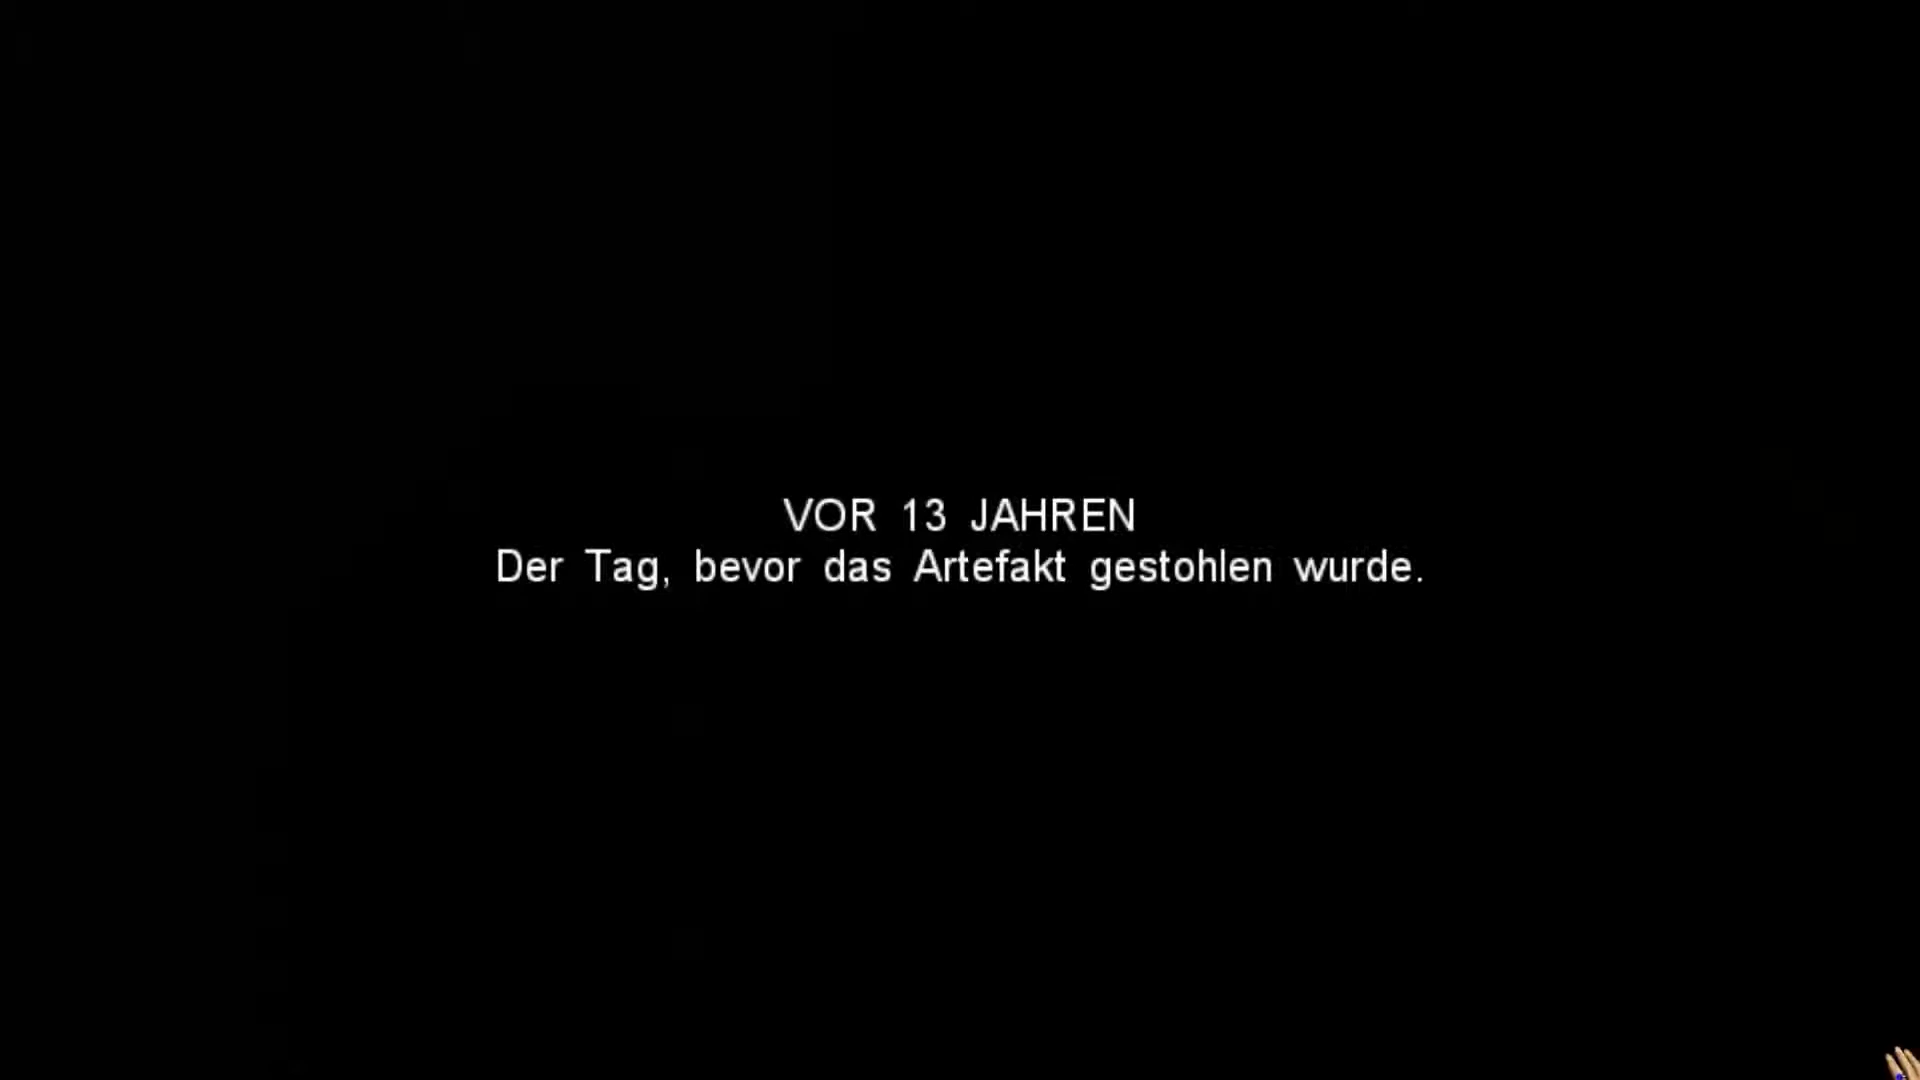 VOR 13 JAHREN
Der Tag, bevor das Artefakt gestohlen wurde.